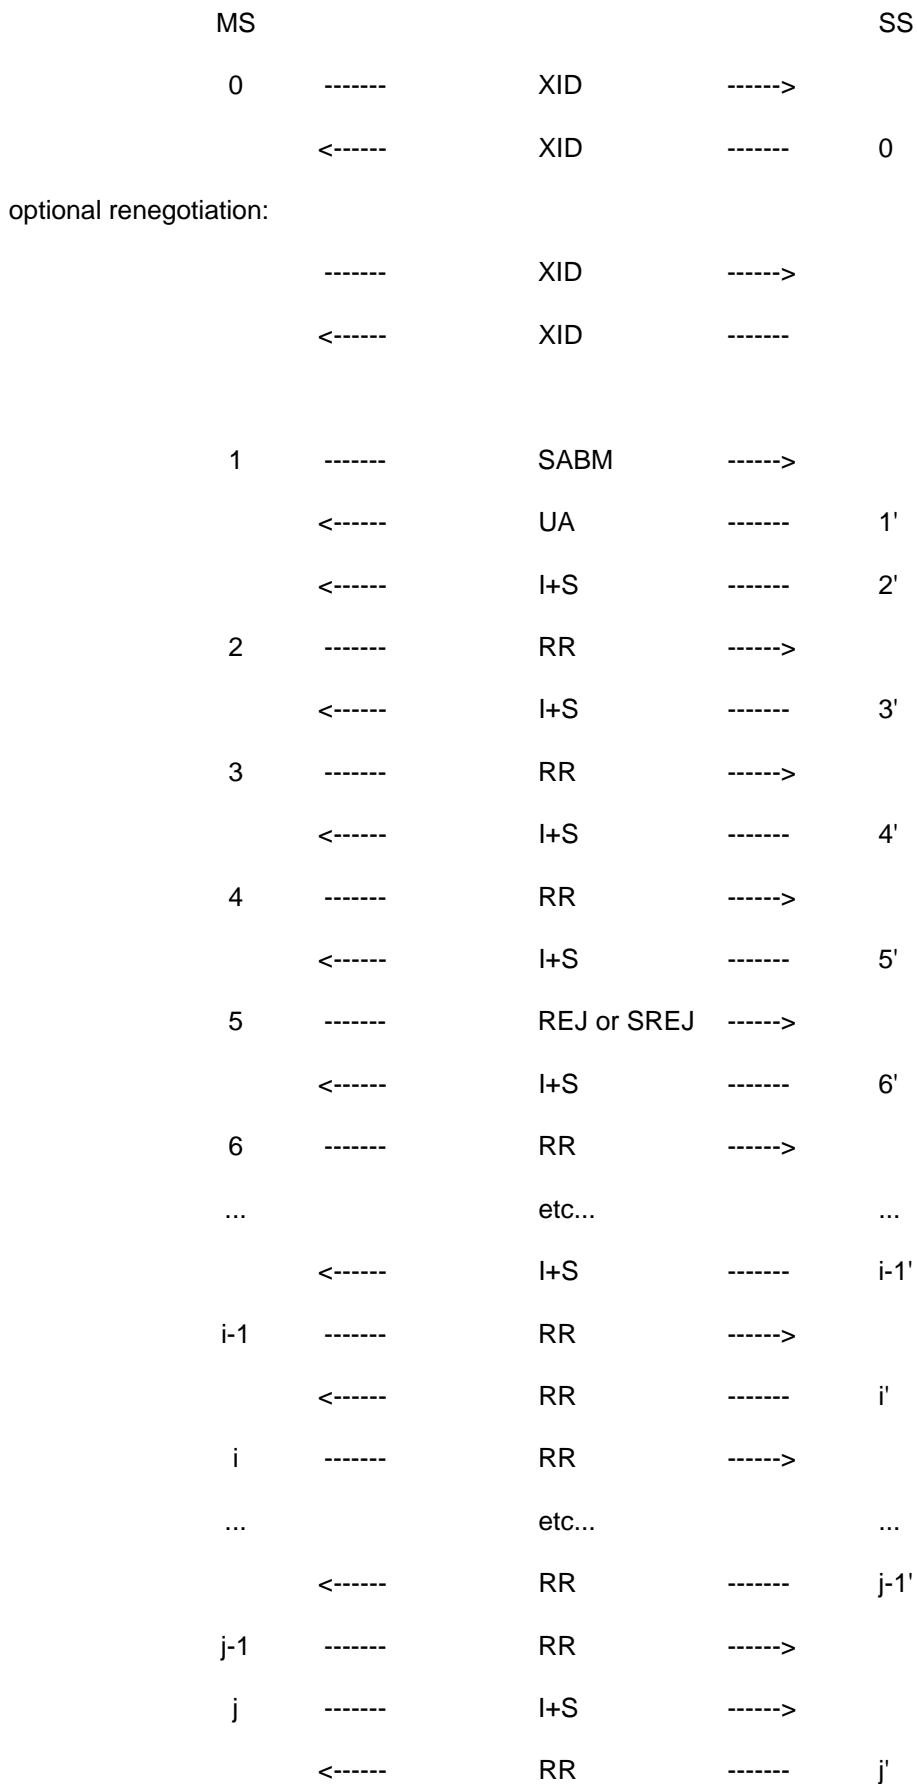 MS SS
0 ------- XID ------>
<------ XID ------- 0
optional renegotiation:
------- XID ------>
<------ XID -------
1 ------- SABM ------>
<------ UA ------- 1'
<------ I+S ------- 2'
2 ------- RR ------>
<------ I+S ------- 3'
3 ------- RR ------>
<------ I+S ------- 4'
4 ------- RR ------>
<------ I+S ------- 5'
5 ------- REJ or SREJ ------>
<------ I+S ------- 6'
6 ------- RR ------>
... etc... ...
<------ I+S ------- i-1'
i-1 ------- RR ------>
<------ RR ------- i'
i ------- RR ------>
... etc... ...
<------ RR ------- j-1'
j-1 ------- RR ------>
j ------- I+S ------>
<------ RR ------- j'